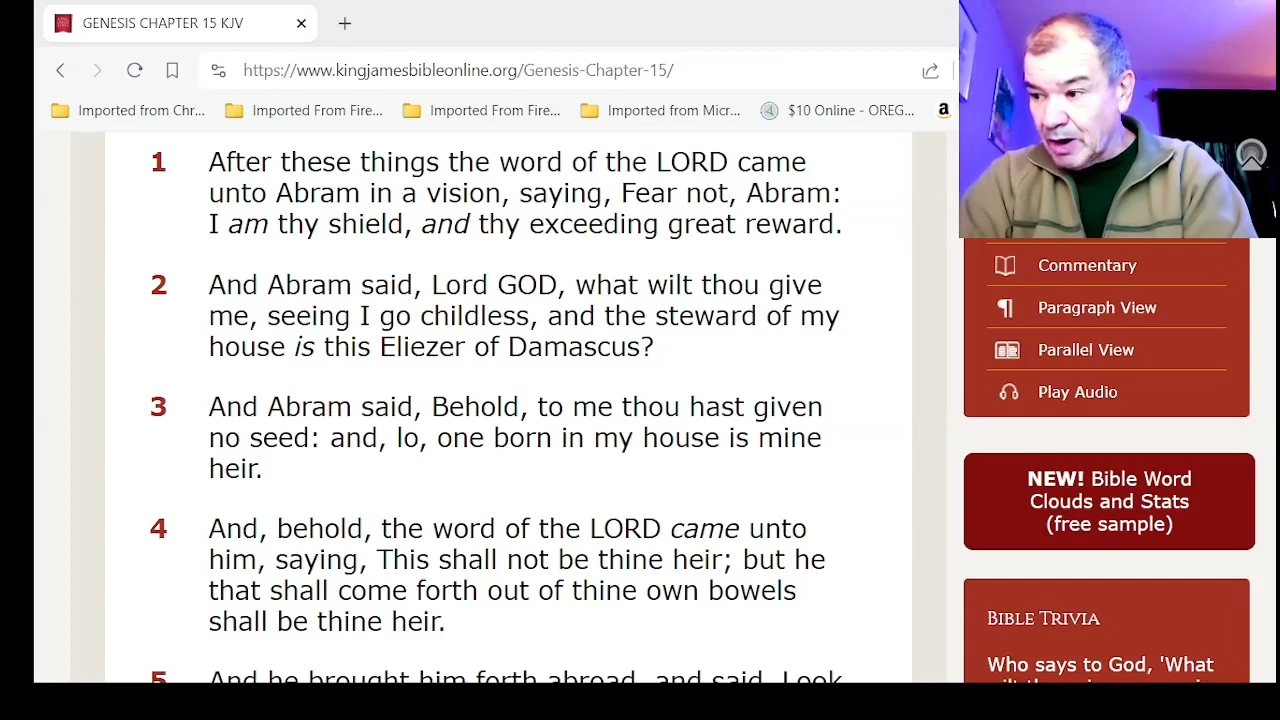 GENESIS CHAPTER 15 KJV
https://www.kingjamesbibleonline.org/Genesis-Chapter-15/
Imported from Chr... Imported From Fire... Imported From Fire... Imported from Micr... $10 Online - OREG...
1 After these things the word of the LORD came
unto Abram in a vision, saying, Fear not, Abram:
I am thy shield, and thy exceeding great reward.
2 And Abram said, Lord GOD, what wilt thou give
me, seeing I go childless, and the steward of my
house is this Eliezer of Damascus?
3 And Abram said, Behold, to me thou hast given
no seed: and, lo, one born in my house is mine
heir.
4 And, behold, the word of the LORD came unto
him, saying, This shall not be thine heir; but he
that shall come forth out of thine own bowels
shall be thine heir.
5 And he brought him forth abroad, and said, Look
Commentary
Paragraph View
Parallel View
Play Audio
NEW! Bible Word
Clouds and Stats
(free sample)
BIBLE TRIVIA
Who says to God, 'What